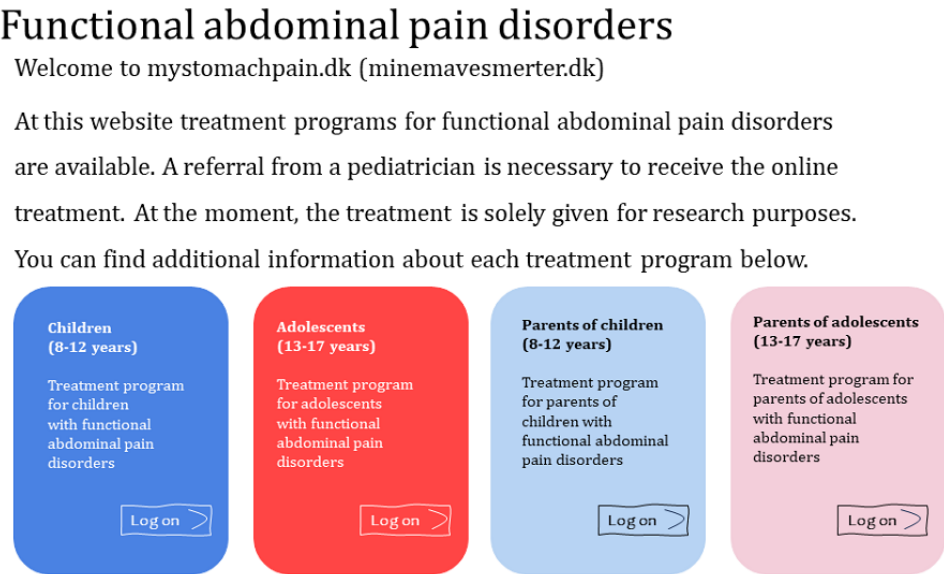 Functional abdominal pain disorders
Welcome to mystomachpain.dk (minemavesmerter.dk)
At this website treatment programs for functional abdominal pain disorders
are available. A referral from a pediatrician is necessary to receive the online
treatment. At the moment, the treatment is solely given for research purposes.
You can find additional information about each treatment program below.
Children
(8-12 years)
Treatment program
for children
with functional
abdominal pain
disorders
Log on
Adolescents
(13-17 years)
Treatment program
for adolescents
with functional
abdominal pain
disorders
Log on
Parents of children
(8-12 years)
Treatment program
for parents of
children with
functional abdominal
pain disorders
Log on
Parents of adolescents
(13-17 years)
Treatment program for
parents of adolescents
with functional
abdominal pain
disorders
Log on